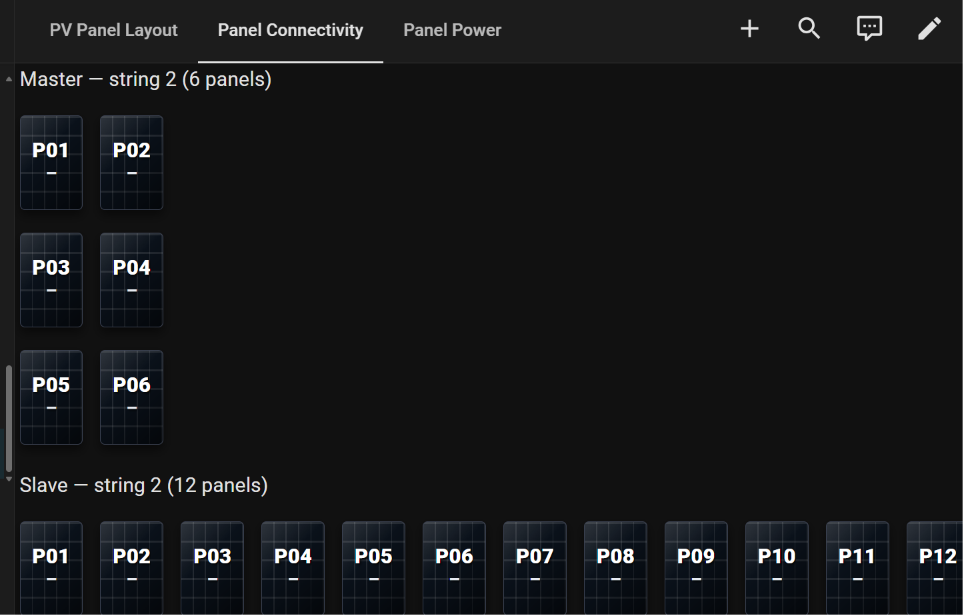 PV Panel Layout Panel Connectivity Panel Power
Master — string 2 (6 panels)
P01 P02
– –
P03 P04
– –
P05 P06
– –
Slave — string 2 (12 panels)
P01 P02 P03 P04 P05 P06 P07 P08 P09 P10 P11 P12
– – – – – – – – – – – –